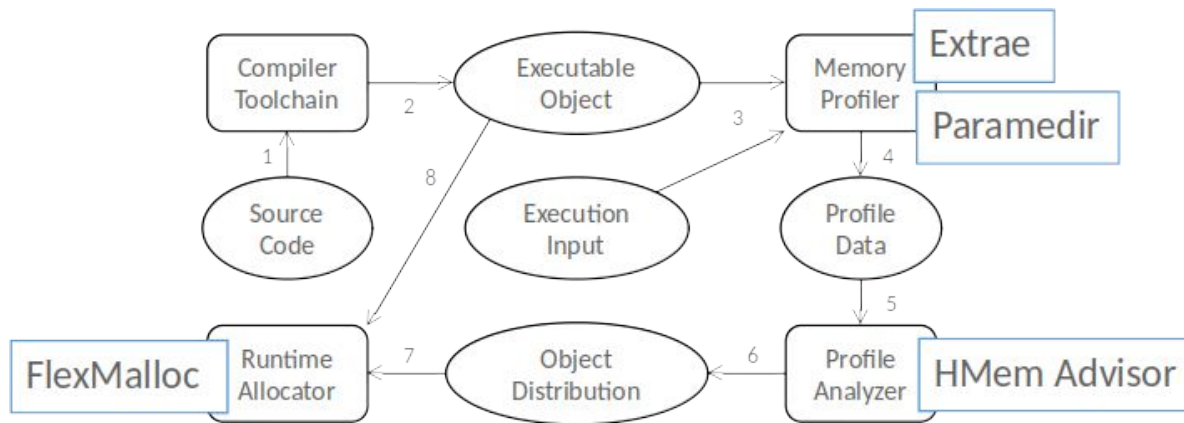 Compiler
Toolchain
2
Executable
Object
3
Memory
Profiler
Extrae
Paramedir
1
8
4
Source
Code
Execution
Input
Profile
Data
5
FlexMalloc
Runtime
Allocator
7
Object
Distribution
6
Profile
Analyzer
HMem Advisor